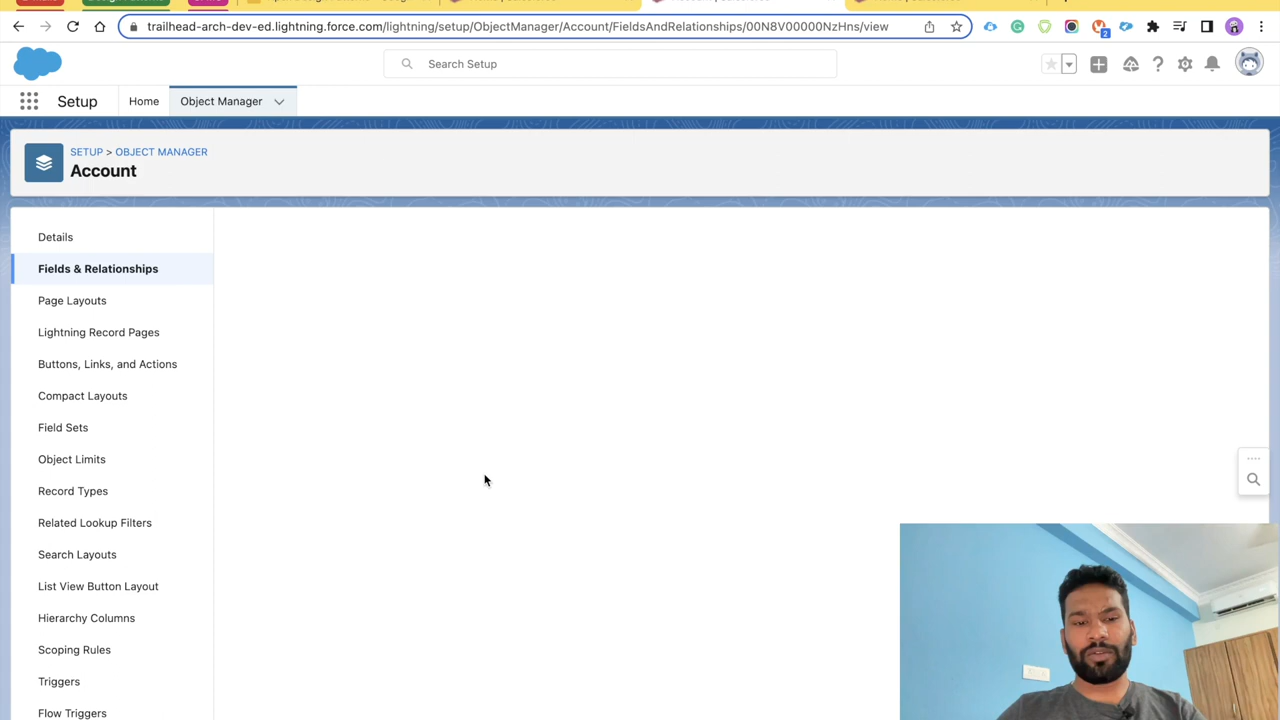 trailhead-arch-dev-ed.lightning.force.com/lightning/setup/ObjectManager/Account/FieldsAndRelationships/00N8V00000NzHns/view
2
Search Setup
Setup
Home
Object Manager
SETUP > OBJECT MANAGER
Account
Details
Fields & Relationships
Page Layouts
Lightning Record Pages
Buttons, Links, and Actions
Compact Layouts
Field Sets
Object Limits
Record Types
Related Lookup Filters
Search Layouts
List View Button Layout
Hierarchy Columns
Scoping Rules
Triggers
Flow Triggers